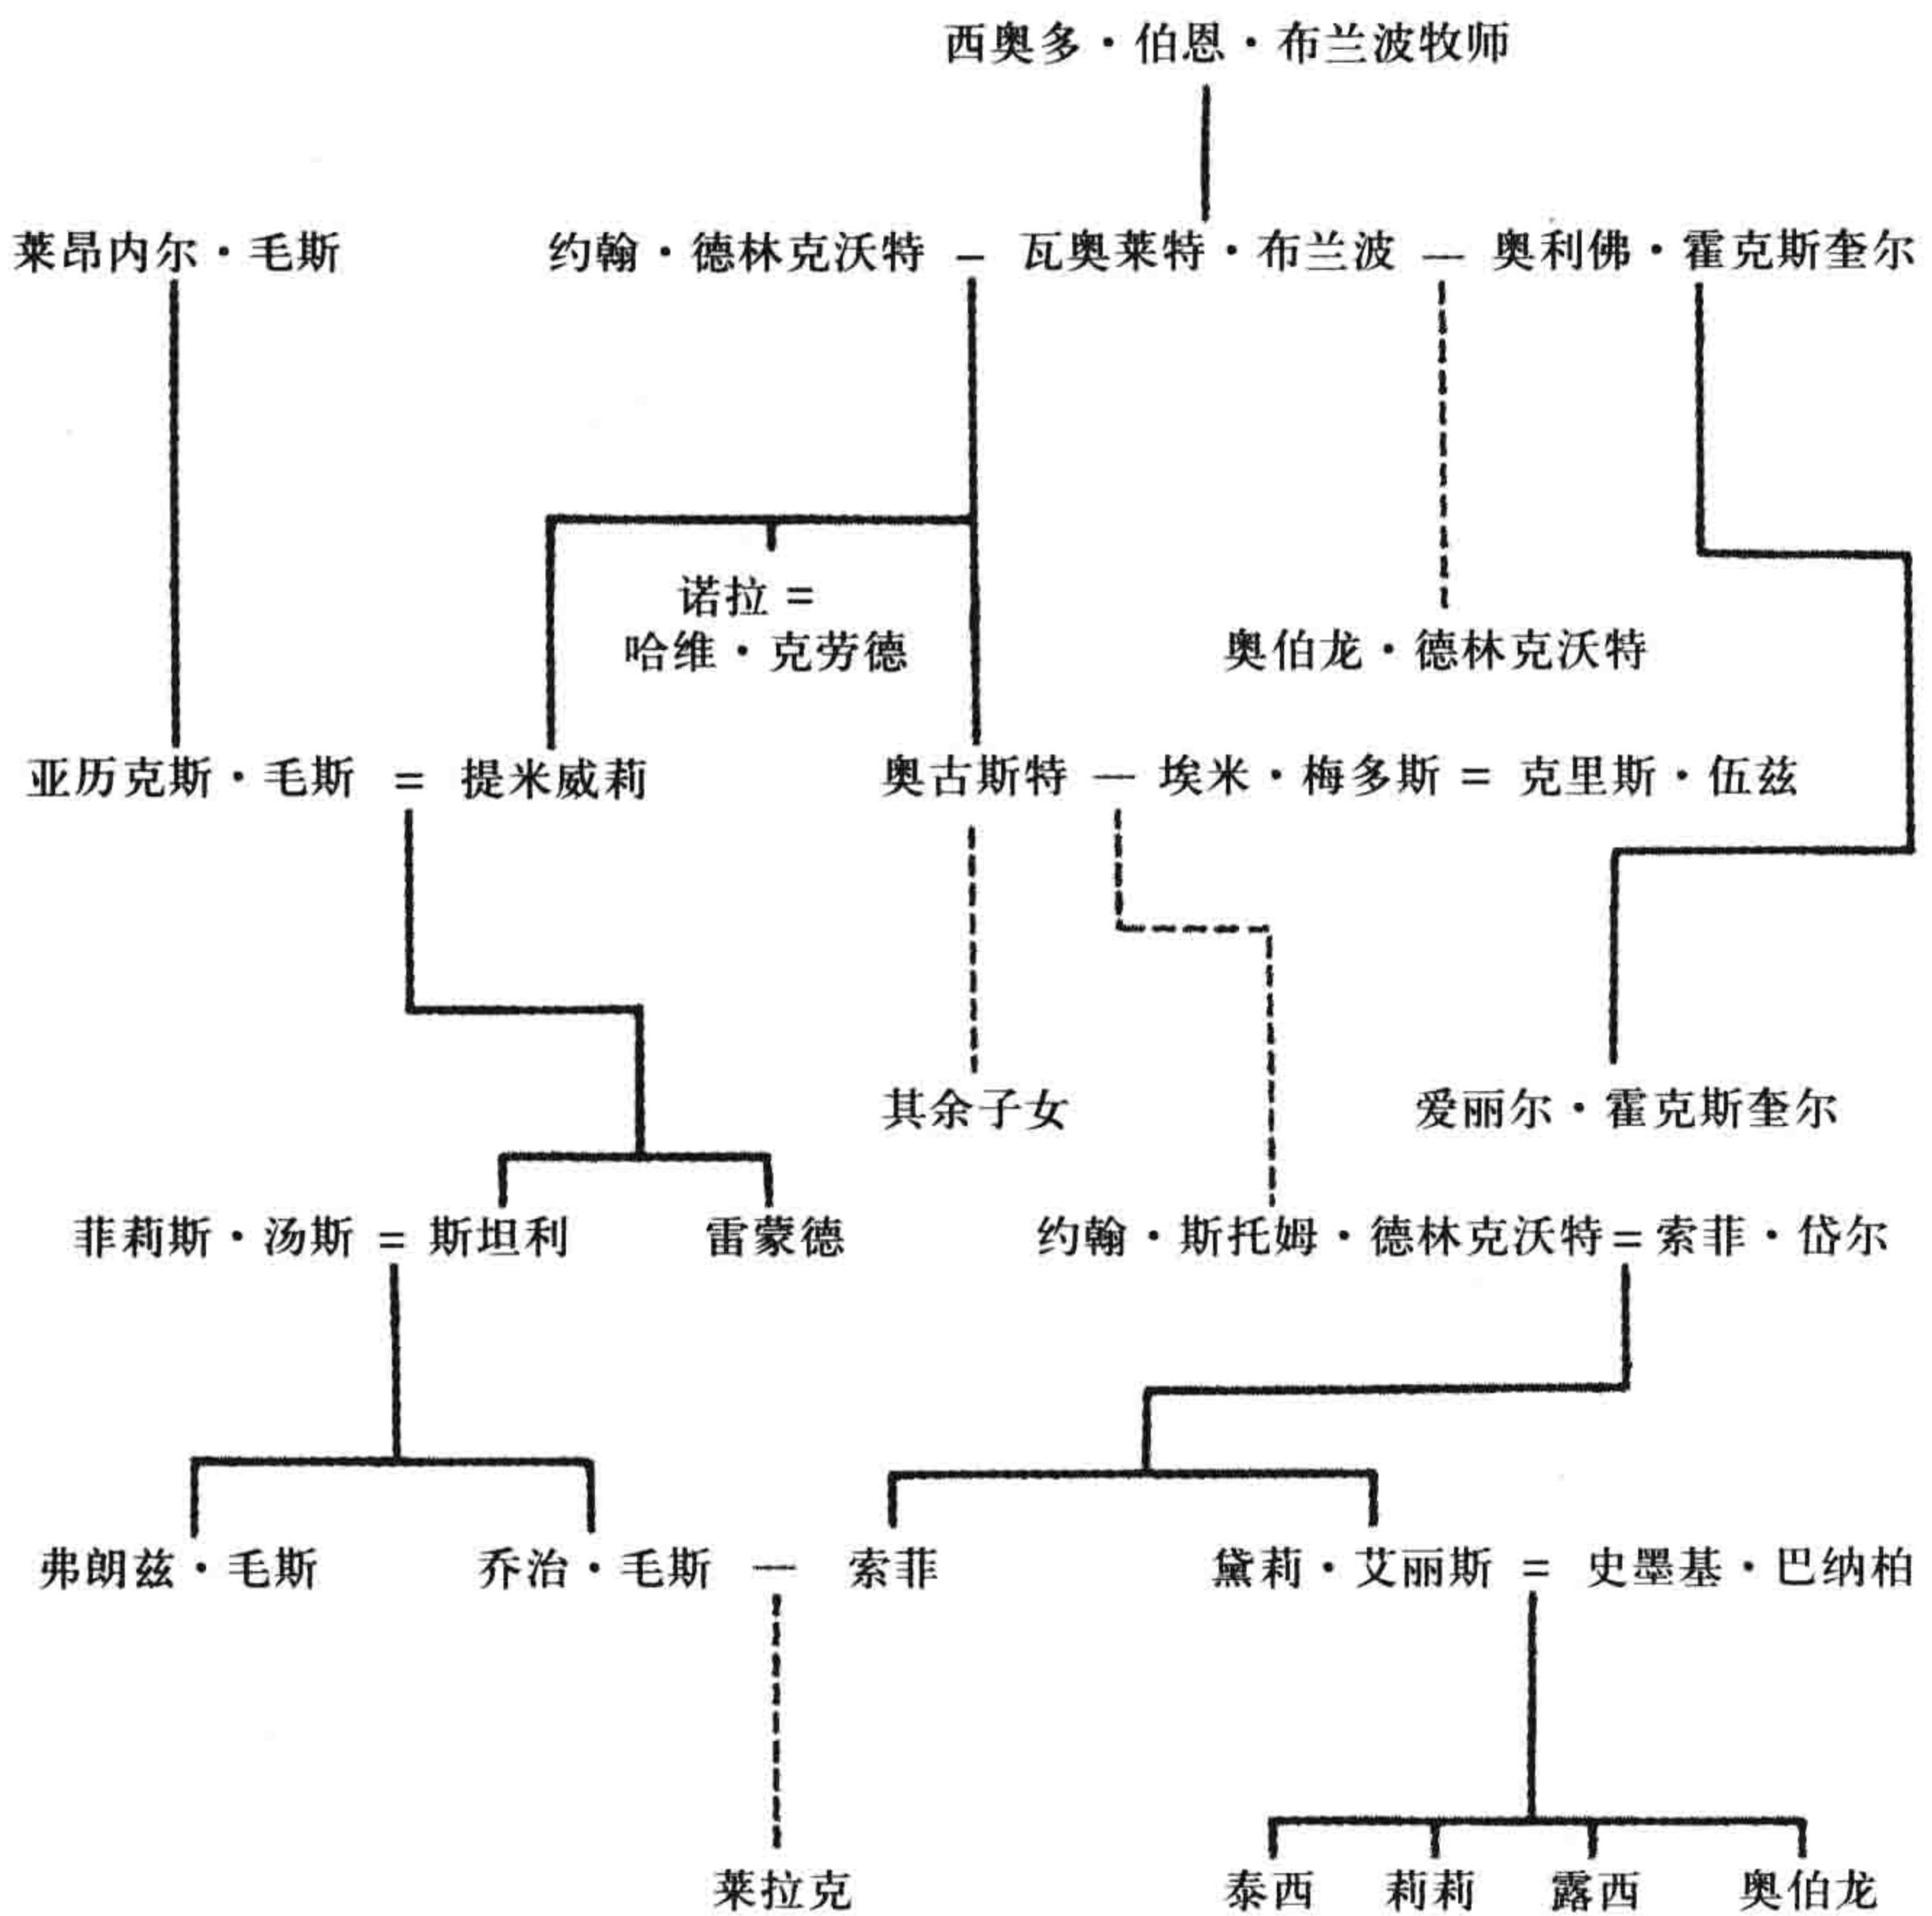 西奥多·伯恩·布兰波牧师
莱昂内尔·毛斯 约翰·德林克沃特 – 瓦奥莱特·布兰波 — 奥利佛·霍克斯奎尔
诺拉 =
哈维·克劳德
奥伯龙·德林克沃特
亚历克斯·毛斯 = 提米威莉 奥古斯特 — 埃米·梅多斯 = 克里斯·伍兹
其余子女 爱丽尔·霍克斯奎尔
菲莉斯·汤斯 = 斯坦利 雷蒙德 约翰·斯托姆·德林克沃特 = 索菲·岱尔
弗朗兹·毛斯 乔治·毛斯 — 索菲 黛莉·艾丽斯 = 史墨基·巴纳柏
莱拉克 泰西 莉莉 露西 奥伯龙